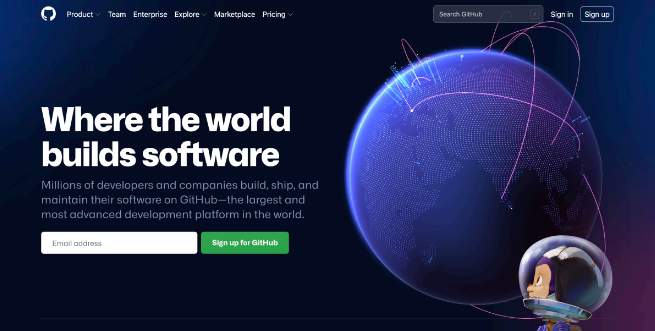 Product Team Enterprise Explore Marketplace Pricing Search GitHub / Sign in Sign up
Where the world
builds software
Millions of developers and companies build, ship, and
maintain their software on GitHub—the largest and
most advanced development platform in the world.
Email address Sign up for GitHub